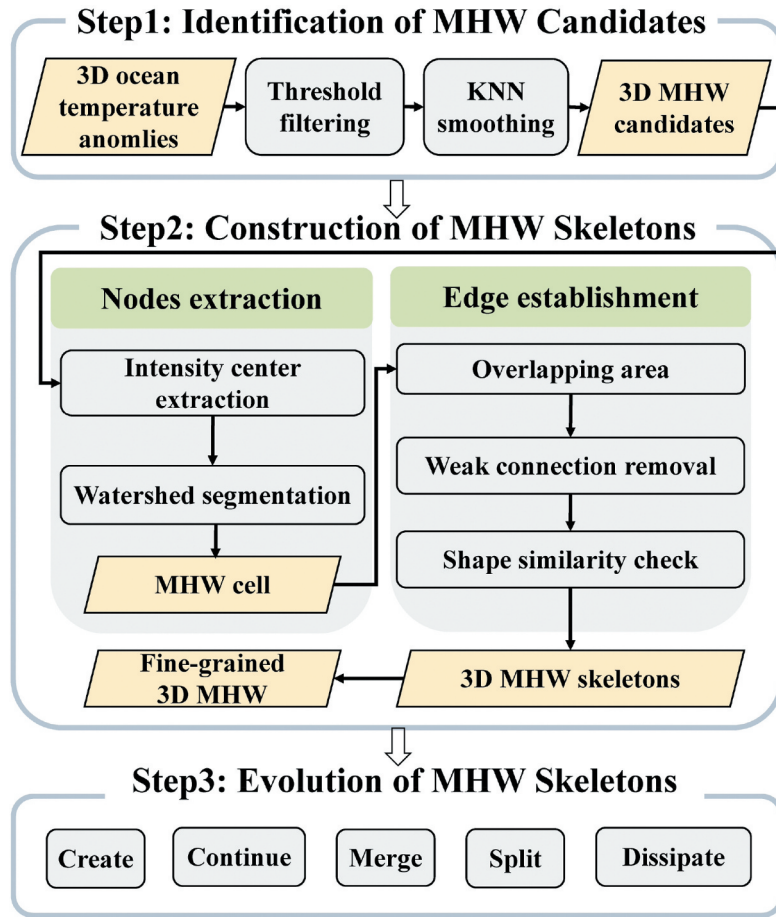 Step1: Identification of MHW Candidates
3D ocean
temperature
anomlies
Threshold
filtering
KNN
smoothing
3D MHW
candidates
Step2: Construction of MHW Skeletons
Nodes extraction
Intensity center
extraction
Watershed segmentation
MHW cell
Edge establishment
Overlapping area
Weak connection removal
Shape similarity check
3D MHW skeletons
Fine-grained
3D MHW
Step3: Evolution of MHW Skeletons
Create
Continue
Merge
Split
Dissipate